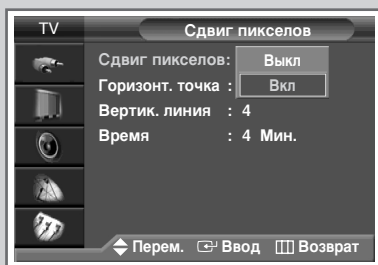 TV Сдвиг пикселов
Сдвиг пикселов: Выкл
Горизонт. точка : Вкл
Вертик. линия : 4
Время : 4 Мин.
Перем. Ввод Возврат